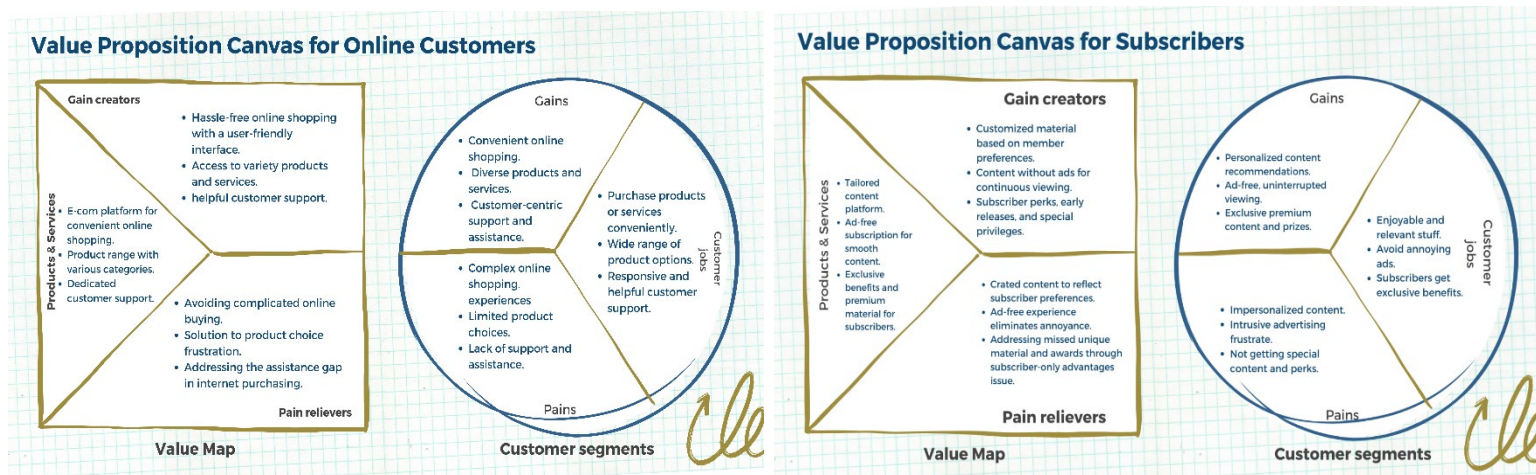 Value Proposition Canvas for Online Customers
Gain creators
• Hassle-free online shopping
with a user-friendly
interface.
• Access to variety products
and services.
• helpful customer support.
Products & Services
• E-com platform for
convenient online
shopping.
• Product range with
various categories.
• Dedicated
customer support.
• Avoiding complicated online
buying.
• Solution to product choice
frustration.
• Addressing the assistance gap
in internet purchasing.
Pain relievers
Value Map
Gains
• Convenient online
shopping.
• Diverse products and
services.
• Customer-centric
support and
assistance.
• Purchase products
or services
conveniently.
• Wide range of
product options.
• Responsive and
helpful customer
support.
Customer
jobs
• Complex online
shopping.
experiences
• Limited product
choices.
• Lack of support and
assistance.
Pains
Customer segments
Value Proposition Canvas for Subscribers
Gain creators
• Customized material
based on member
preferences.
• Content without ads for
continuous viewing.
• Subscriber perks, early
releases, and special
privileges.
Products & Services
• Tailored
content
platform.
• Ad-free
subscription for
smooth
content.
• Exclusive
benefits and
premium
material for
subscribers.
• Crated content to reflect
subscriber preferences.
• Ad-free experience
eliminates annoyance.
• Addressing missed unique
material and awards through
subscriber-only advantages
issue.
Pain relievers
Value Map
Gains
• Personalized content
recommendations.
• Ad-free, uninterrupted
viewing.
• Exclusive premium
content and prizes.
• Enjoyable and
relevant stuff.
• Avoid annoying
ads.
• Subscribers get
exclusive benefits.
Customer
jobs
• Impersonalized content.
• Intrusive advertising
frustrate.
• Not getting special
content and perks.
Pains
Customer segments